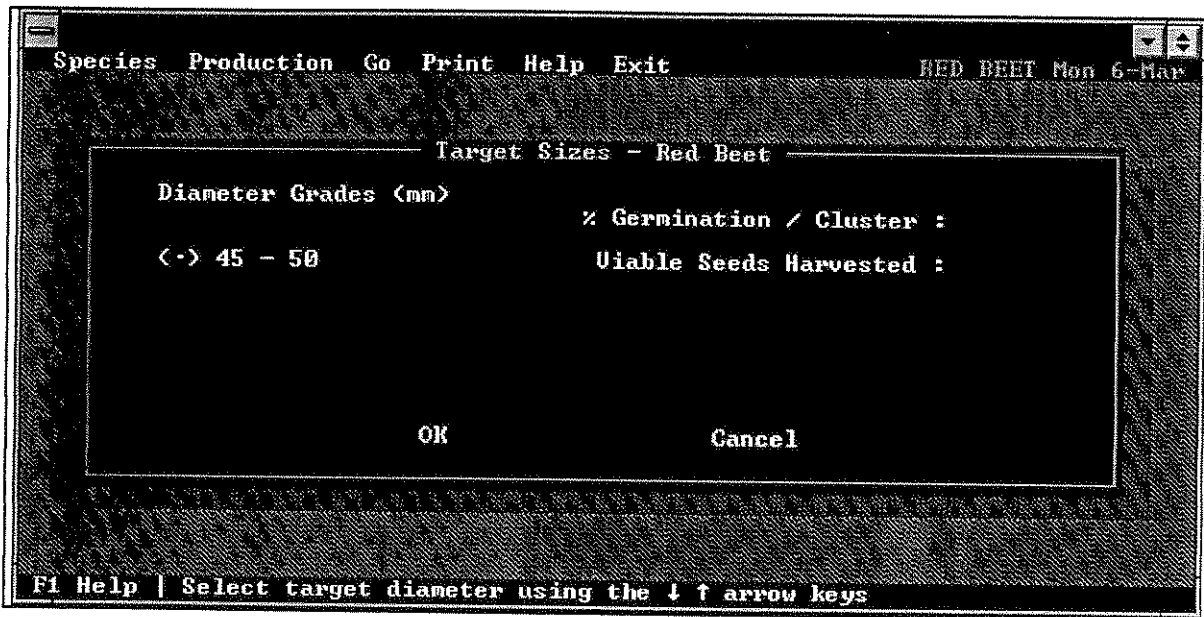 Species Production Go Print Help Exit RED BEET Mon 6-Mar
Target Sizes - Red Beet
Diameter Grades (mm)
% Germination / Cluster :
(·) 45 - 50
Viable Seeds Harvested :
OK Cancel
F1 Help | Select target diameter using the ↓ ↑ arrow keys